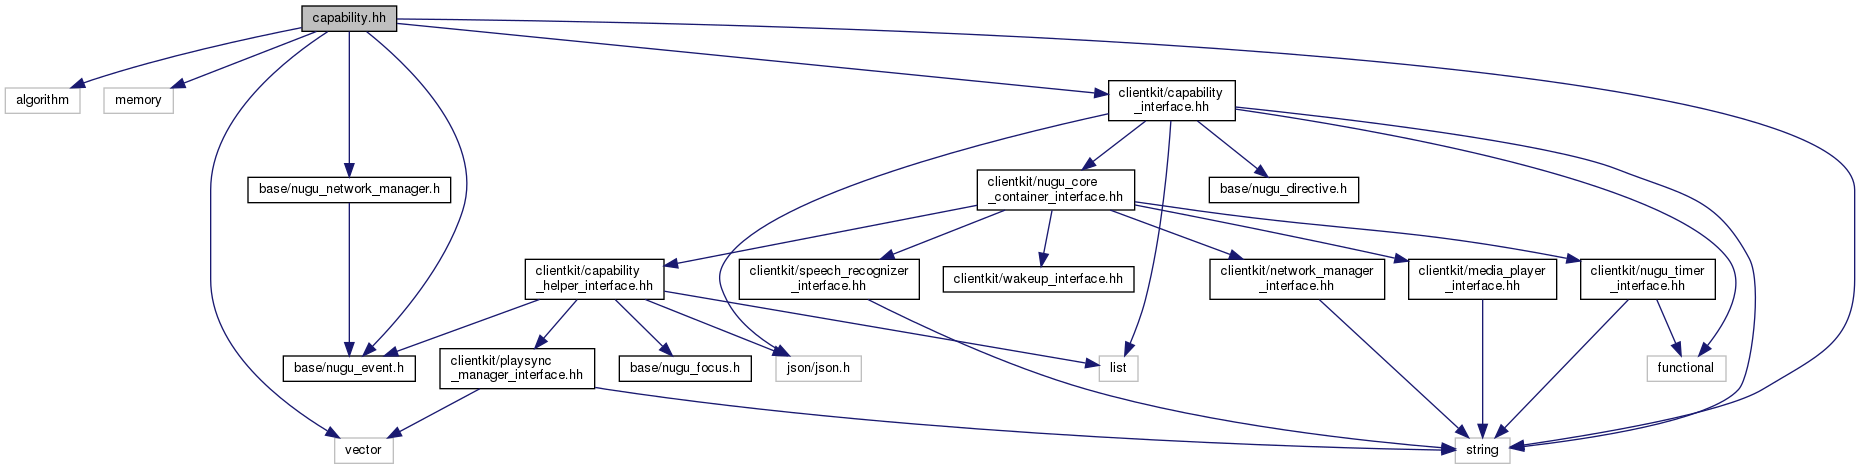 capability.hh
clientkit/capability
_interface.hh
algorithm
memory
clientkit/nugu_core
_container_interface.hh
base/nugu_network_manager.h
base/nugu_directive.h
clientkit/capability
_helper_interface.hh
clientkit/speech_recognizer
_interface.hh
clientkit/wakeup_interface.hh
clientkit/network_manager
_interface.hh
clientkit/media_player
_interface.hh
clientkit/nugu_timer
_interface.hh
base/nugu_event.h
clientkit/playsync
_manager_interface.hh
base/nugu_focus.h
json/json.h
list
functional
vector
string